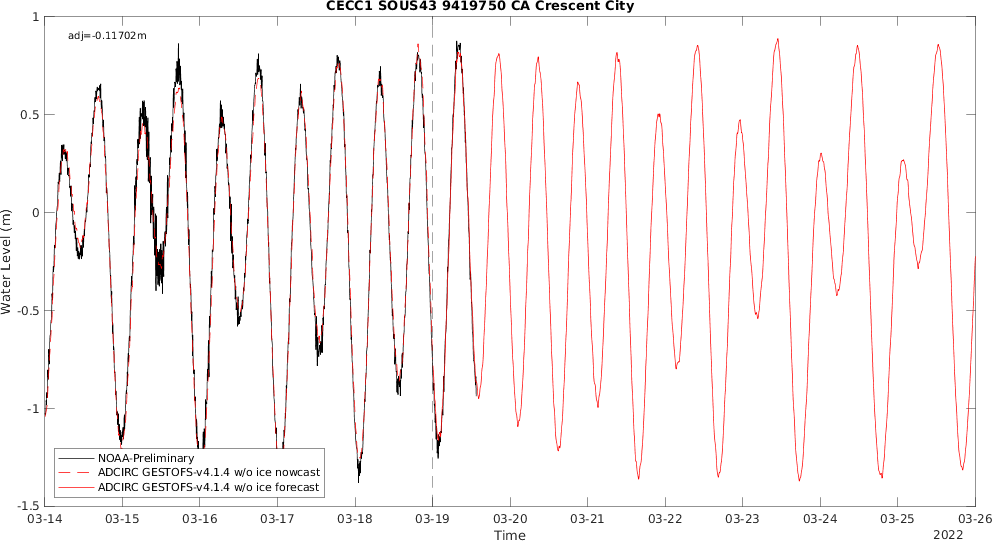 CECC1 SOUS43 9419750 CA Crescent City
adj=-0.11702m
1
0.5
0
-0.5
-1
-1.5
Water Level (m)
NOAA-Preliminary
ADCIRC GESTOFS-v4.1.4 w/o ice nowcast
ADCIRC GESTOFS-v4.1.4 w/o ice forecast
03-14 03-15 03-16 03-17 03-18 03-19 03-20 03-21 03-22 03-23 03-24 03-25 03-26
Time
2022